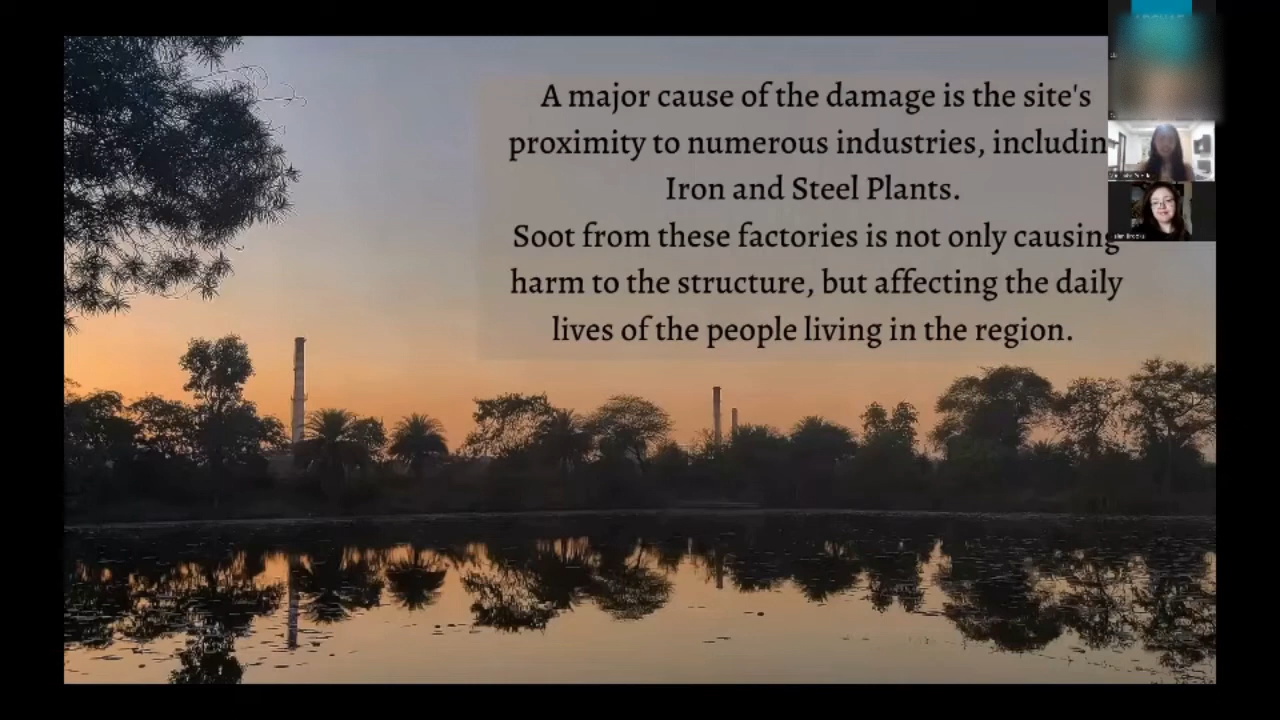 A major cause of the damage is the site's
proximity to numerous industries, includin
Iron and Steel Plants.
Soot from these factories is not only causing
harm to the structure, but affecting the daily
lives of the people living in the region.